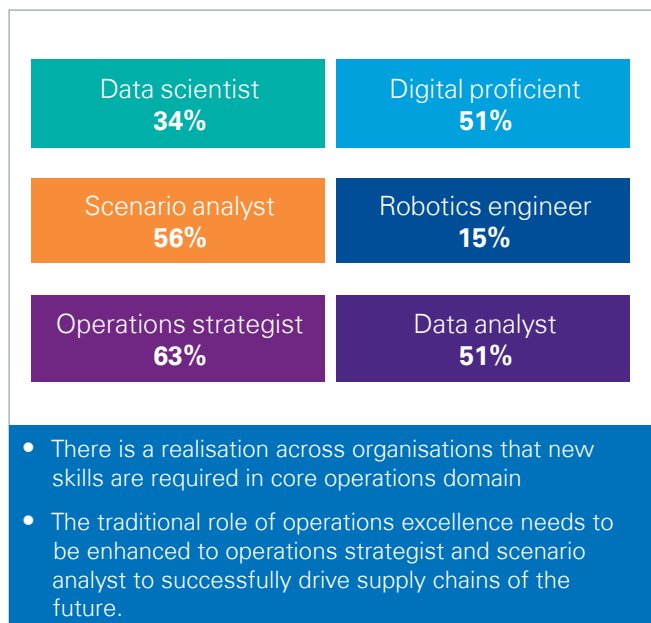 Data scientist
34%
Digital proficient
51%
Scenario analyst
56%
Robotics engineer
15%
Operations strategist
63%
Data analyst
51%
• There is a realisation across organisations that new
skills are required in core operations domain
• The traditional role of operations excellence needs to
be enhanced to operations strategist and scenario
analyst to successfully drive supply chains of the
future.